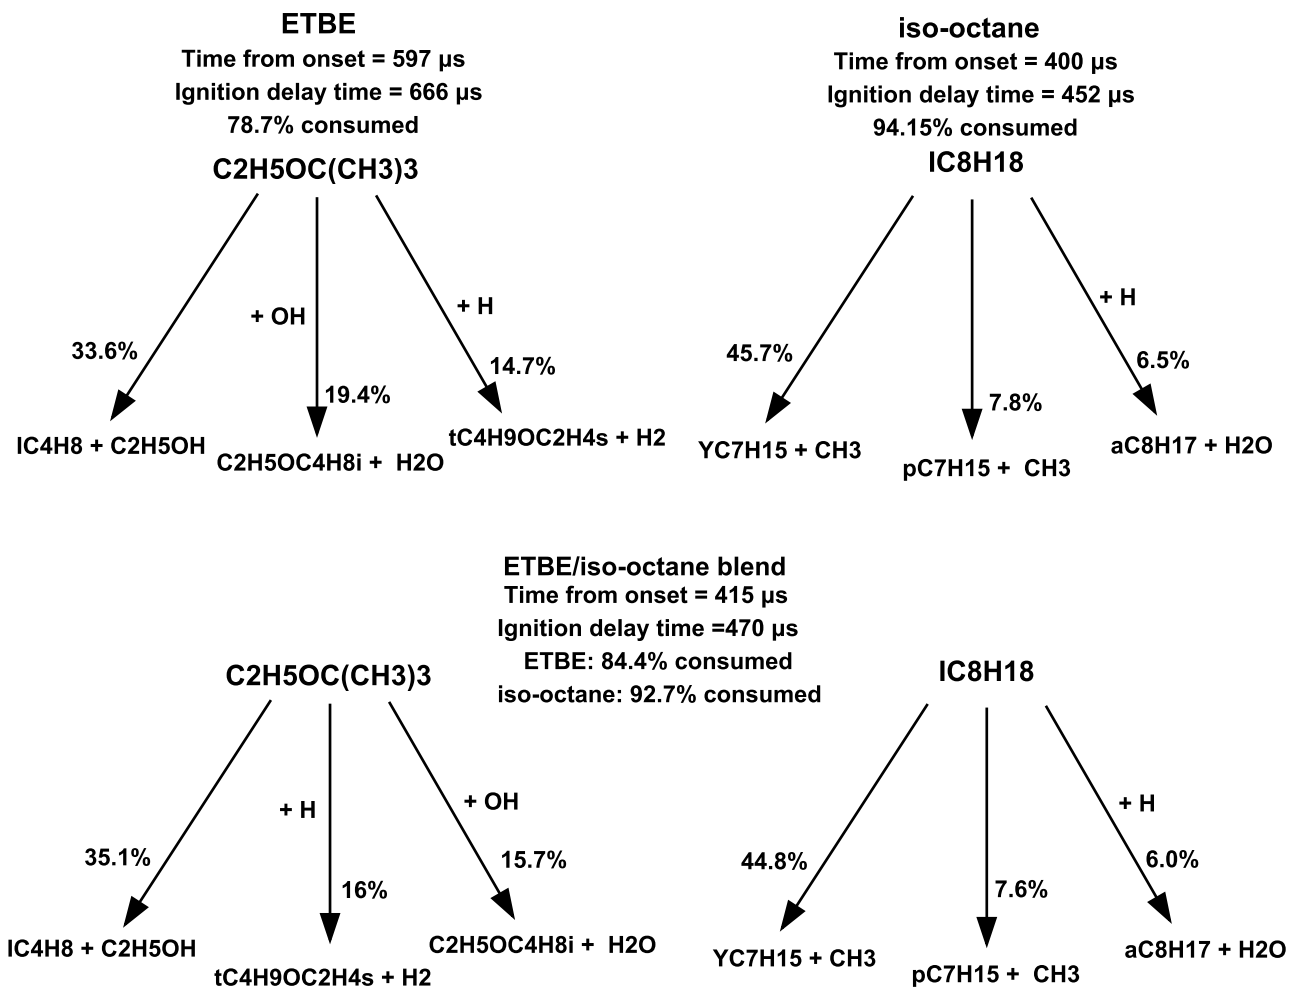 ETBE
Time from onset = 597 µs
Ignition delay time = 666 µs
78.7% consumed
C2H5OC(CH3)3
+ OH
+ H
33.6%
19.4%
14.7%
IC4H8 + C2H5OH
C2H5OC4H8i + H2O
tC4H9OC2H4s + H2
iso-octane
Time from onset = 400 µs
Ignition delay time = 452 µs
94.15% consumed
IC8H18
+ H
45.7%
7.8%
6.5%
YC7H15 + CH3
pC7H15 + CH3
aC8H17 + H2O
ETBE/iso-octane blend
Time from onset = 415 µs
Ignition delay time =470 µs
ETBE: 84.4% consumed
iso-octane: 92.7% consumed
C2H5OC(CH3)3
+ H
+ OH
35.1%
16%
15.7%
IC4H8 + C2H5OH
tC4H9OC2H4s + H2
C2H5OC4H8i + H2O
IC8H18
+ H
44.8%
7.6%
6.0%
YC7H15 + CH3
pC7H15 + CH3
aC8H17 + H2O